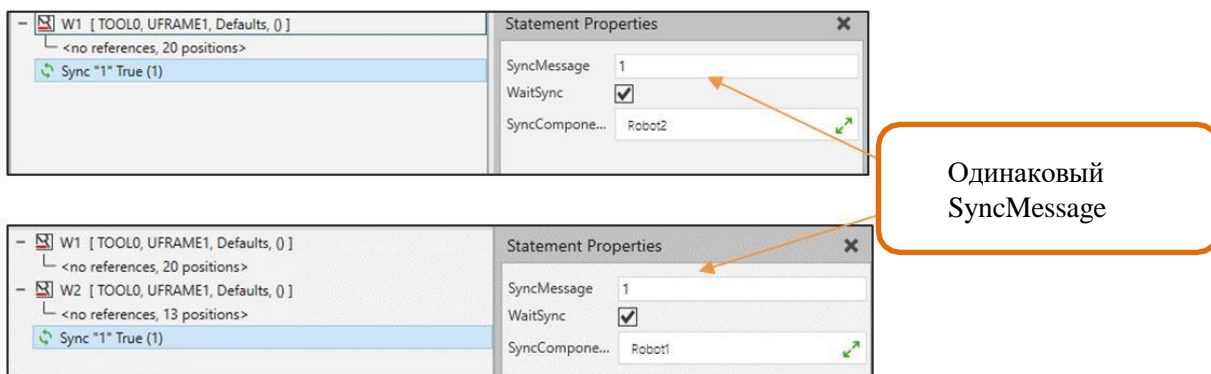 W1 [ TOOL0, UFRAME1, Defaults, () ]
<no references, 20 positions>
Sync "1" True (1)
Statement Properties
SyncMessage 1
WaitSync
SyncCompone... Robot2
Одинаковый
SyncMessage
W1 [ TOOL0, UFRAME1, Defaults, () ]
<no references, 20 positions>
W2 [ TOOL0, UFRAME1, Defaults, () ]
<no references, 13 positions>
Sync "1" True (1)
Statement Properties
SyncMessage 1
WaitSync
SyncCompone... Robot1